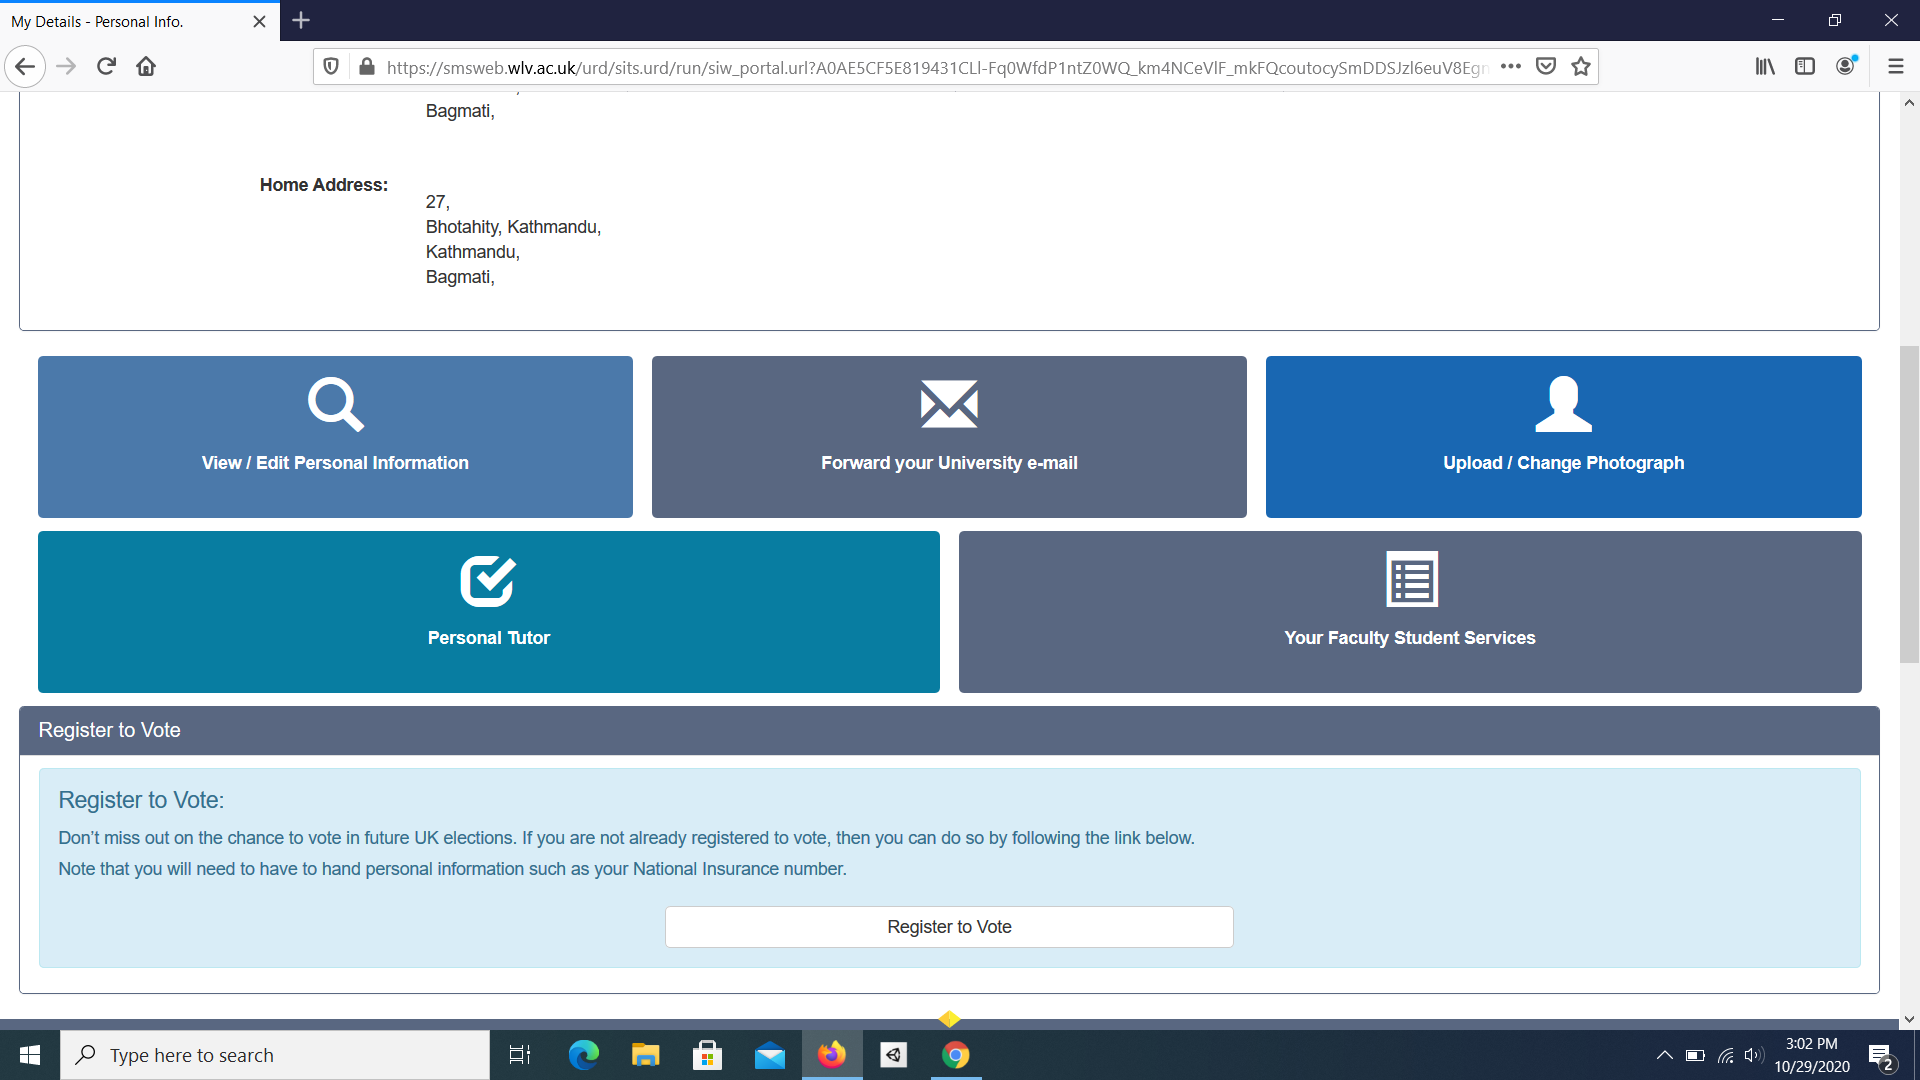 My Details - Personal Info.
https://smsweb.wlv.ac.uk/urd/sits.urd/run/siw_portal.url?A0AE5CF5E819431CLl-Fq0WfdP1ntZ0WQ_km4NCeVlF_mkFQcoutocySmDDSJzl6euV8Egn
Bagmati,
Home Address:
27,
Bhotahity, Kathmandu,
Kathmandu,
Bagmati,
View / Edit Personal Information
Forward your University e-mail
Upload / Change Photograph
Personal Tutor
Your Faculty Student Services
Register to Vote
Register to Vote:
Don’t miss out on the chance to vote in future UK elections. If you are not already registered to vote, then you can do so by following the link below.
Note that you will need to have to hand personal information such as your National Insurance number.
Register to Vote
Type here to search
3:02 PM
10/29/2020
2